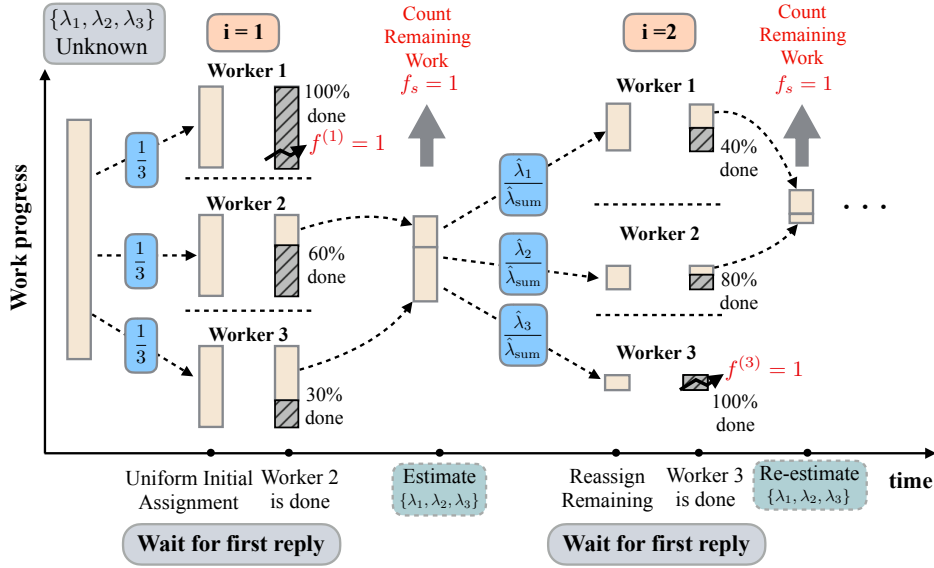 {λ₁, λ₂, λ₃}
Unknown
i = 1
Count
Remaining
Work
f_s = 1
i =2
Count
Remaining
Work
f_s = 1
Work progress
Worker 1
100%
done
f^{(1)} = 1
1/3
Worker 2
60%
done
1/3
Worker 3
30%
done
1/3
λ̂₁/λ̂_sum
λ̂₂/λ̂_sum
λ̂₃/λ̂_sum
Worker 1
40%
done
Worker 2
80%
done
Worker 3
f^{(3)} = 1
100%
done
. . .
Uniform Initial
Assignment
Worker 2
is done
Estimate
{λ₁, λ₂, λ₃}
Reassign
Remaining
Worker 3
is done
Re-estimate
{λ₁, λ₂, λ₃}
time
Wait for first reply
Wait for first reply